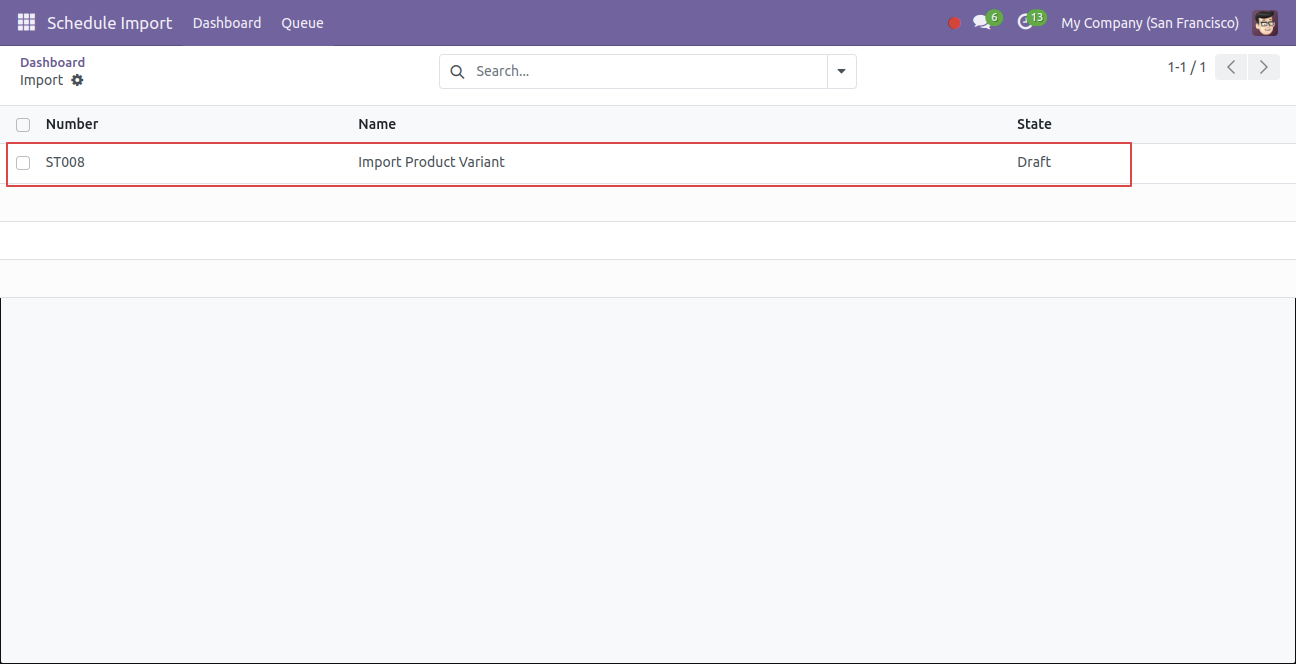 Schedule Import Dashboard Queue 6 13 My Company (San Francisco)
Dashboard
Import
Search...
1-1 / 1
Number Name State
ST008 Import Product Variant Draft